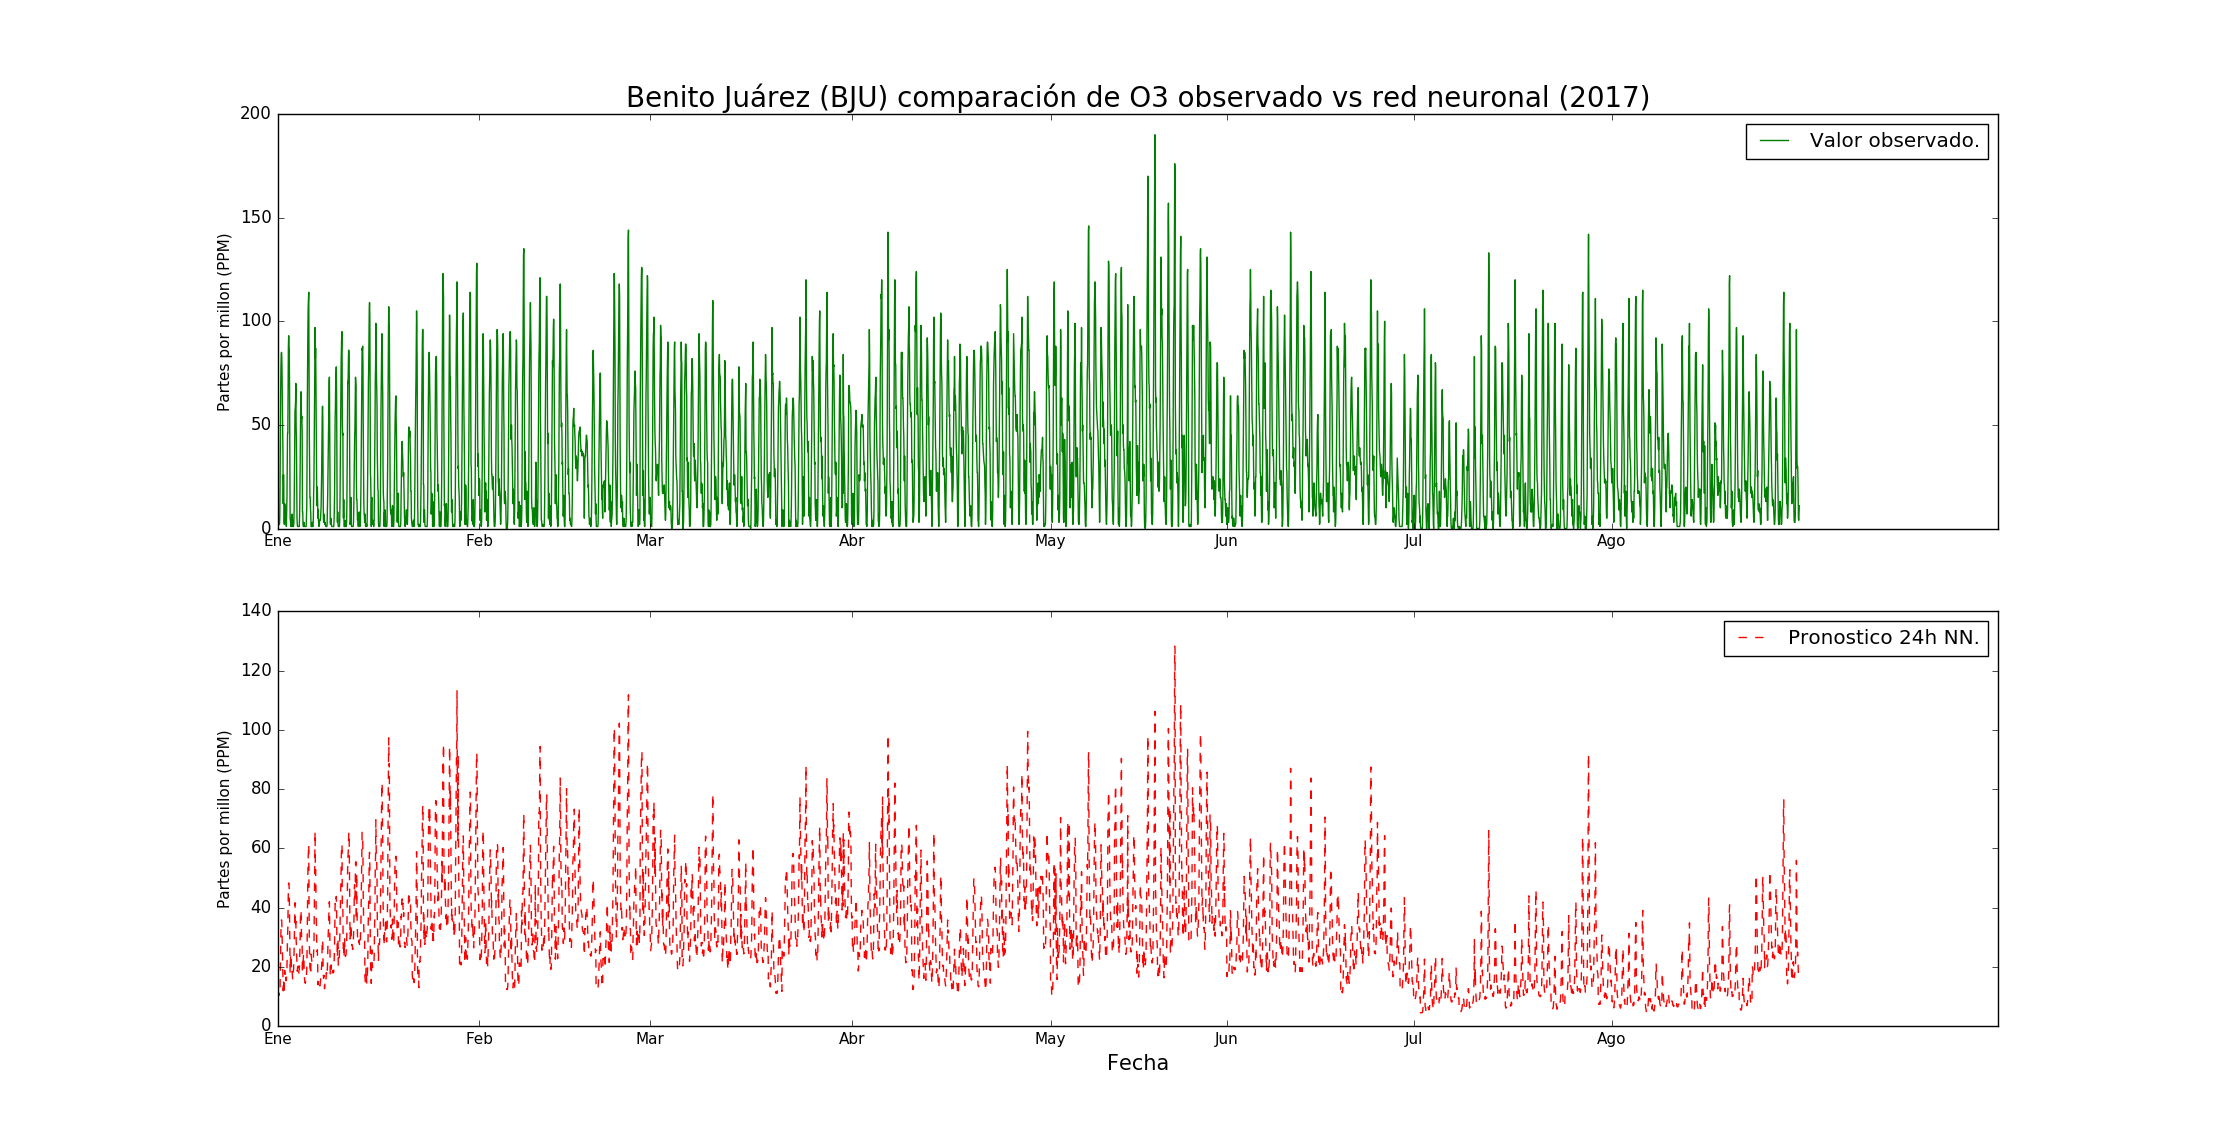 Benito Juárez (BJU) comparación de O3 observado vs red neuronal (2017)
200
150
100
50
0
Partes por millon (PPM)
Valor observado.
Ene Feb Mar Abr May Jun Jul Ago
140
120
100
80
60
40
20
0
Partes por millon (PPM)
Pronostico 24h NN.
Ene Feb Mar Abr May Jun Jul Ago
Fecha